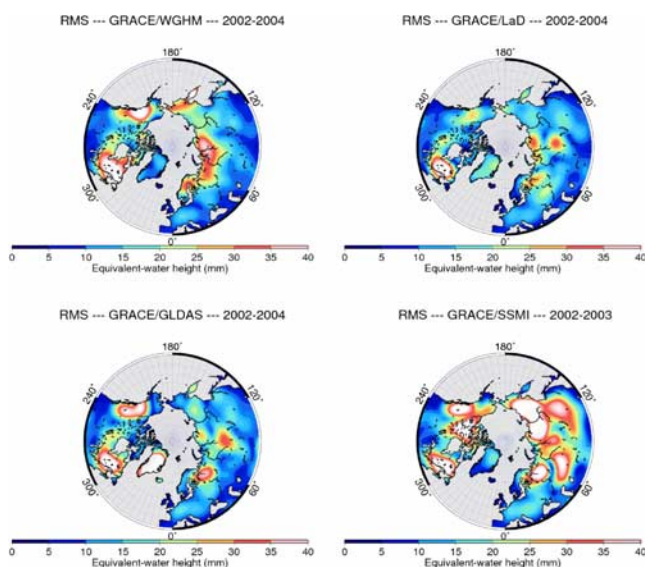 RMS --- GRACE/WGHM --- 2002-2004
180°
240°
120°
300°
60°
0°
0 5 10 15 20 25 30 35 40
Equivalent-water height (mm)
RMS --- GRACE/LaD --- 2002-2004
180°
240°
120°
300°
60°
0°
0 5 10 15 20 25 30 35 40
Equivalent-water height (mm)
RMS --- GRACE/GLDAS --- 2002-2004
180°
240°
120°
300°
60°
0°
0 5 10 15 20 25 30 35 40
Equivalent-water height (mm)
RMS --- GRACE/SSMI --- 2002-2003
180°
240°
120°
300°
60°
0°
0 5 10 15 20 25 30 35 40
Equivalent-water height (mm)